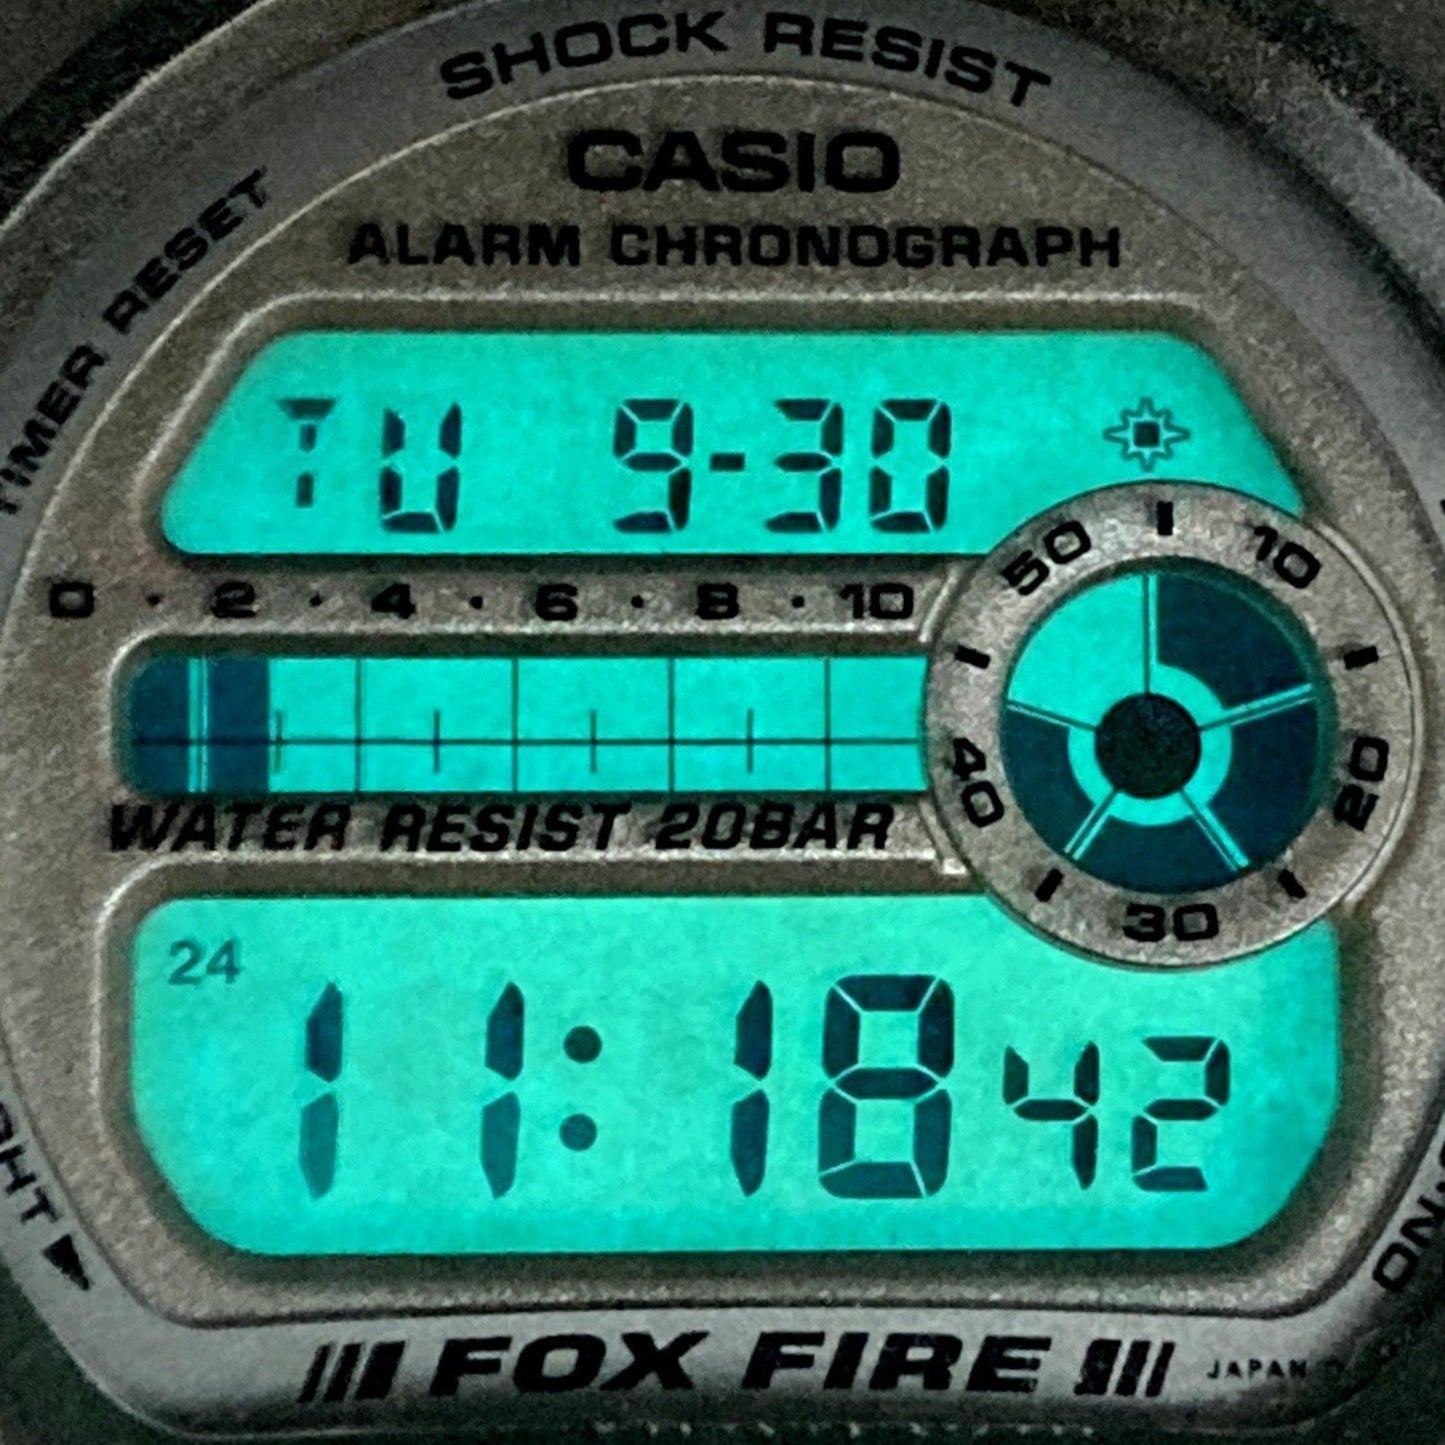 SHOCK RESIST
CASIO
ALARM CHRONOGRAPH
TIMER RESET
TU 9-30
50 10 20 30 40
0 · 2 · 4 · 6 · 8 · 10
WATER RESIST 20BAR
24
11:18 42
FOX FIRE
JAPAN